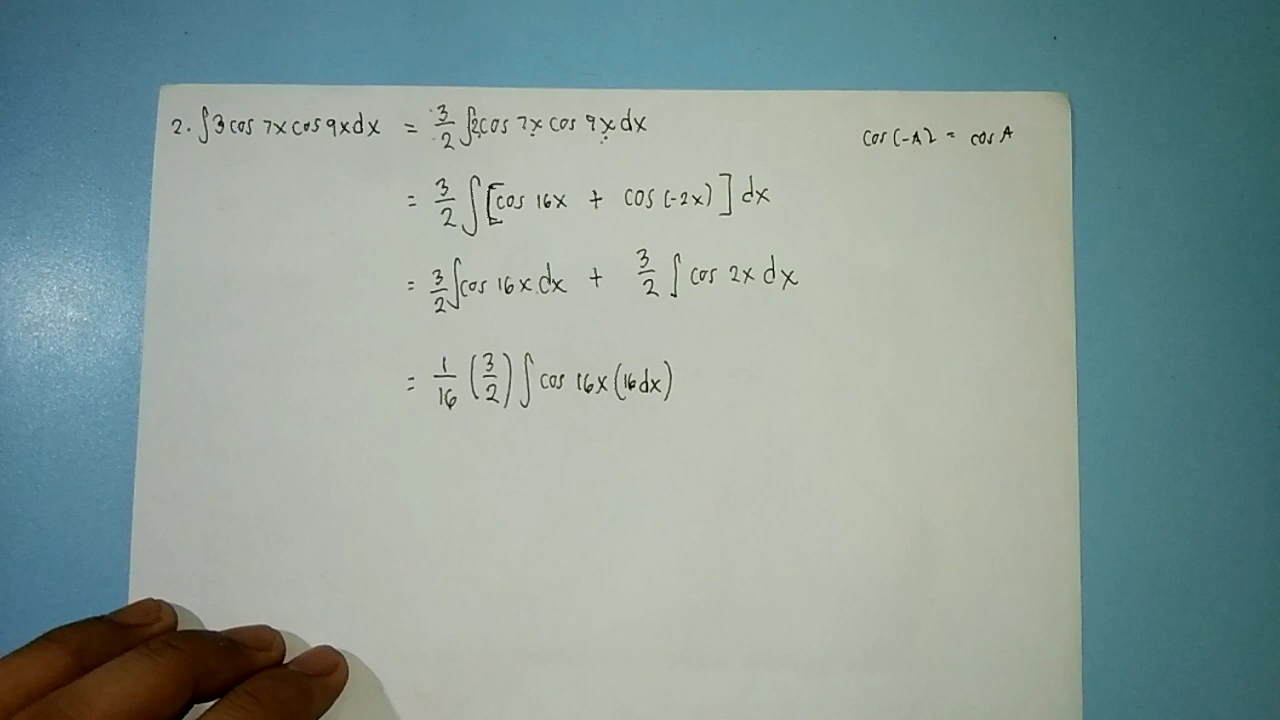 2. ∫3 cos 7x cos 9x dx = 3/2 ∫2cos 7x cos 9x dx
cos(-A) = cos A
= 3/2 ∫[cos 16x + cos(-2x)] dx
= 3/2 ∫cos 16x dx + 3/2 ∫ cos 2x dx
= 1/16 (3/2) ∫ cos 16x (16dx)